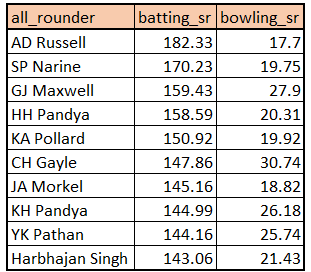 all_rounder batting_sr bowling_sr
AD Russell 182.33 17.7
SP Narine 170.23 19.75
GJ Maxwell 159.43 27.9
HH Pandya 158.59 20.31
KA Pollard 150.92 19.92
CH Gayle 147.86 30.74
JA Morkel 145.16 18.82
KH Pandya 144.99 26.18
YK Pathan 144.16 25.74
Harbhajan Singh 143.06 21.43